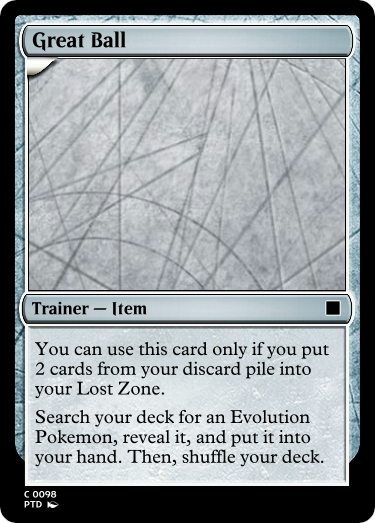 Great Ball
Trainer — Item
You can use this card only if you put
2 cards from your discard pile into
your Lost Zone.
Search your deck for an Evolution
Pokemon, reveal it, and put it into
your hand. Then, shuffle your deck.
C 0098
PTD